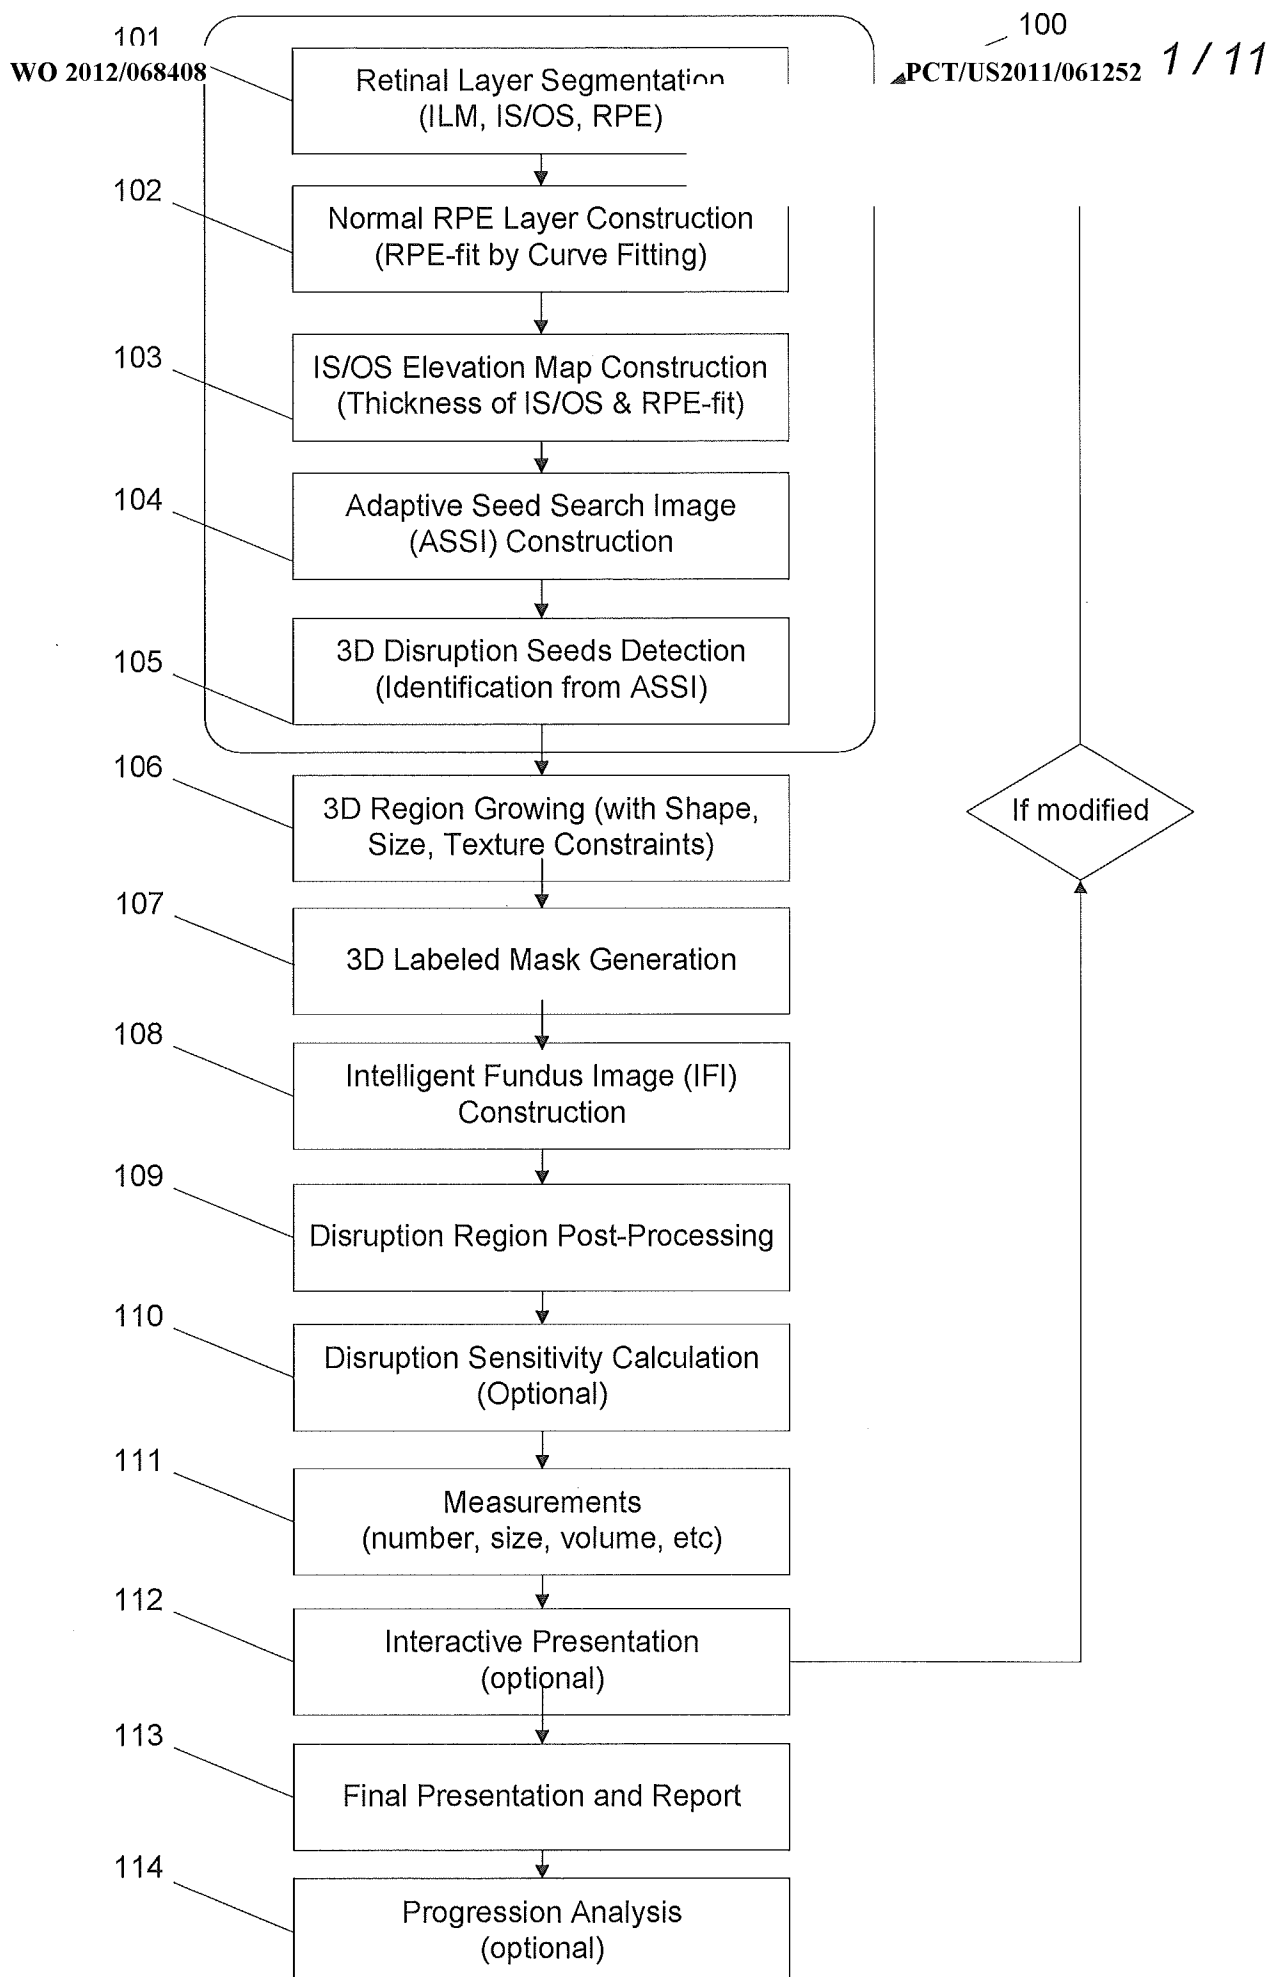 101
100
WO 2012/068408
PCT/US2011/061252
1/11
Retinal Layer Segmentation
(ILM, IS/OS, RPE)
102
Normal RPE Layer Construction
(RPE-fit by Curve Fitting)
103
IS/OS Elevation Map Construction
(Thickness of IS/OS & RPE-fit)
104
Adaptive Seed Search Image
(ASSI) Construction
105
3D Disruption Seeds Detection
(Identification from ASSI)
106
3D Region Growing (with Shape,
Size, Texture Constraints)
If modified
107
3D Labeled Mask Generation
108
Intelligent Fundus Image (IFI)
Construction
109
Disruption Region Post-Processing
110
Disruption Sensitivity Calculation
(Optional)
111
Measurements
(number, size, volume, etc)
112
Interactive Presentation
(optional)
113
Final Presentation and Report
114
Progression Analysis
(optional)